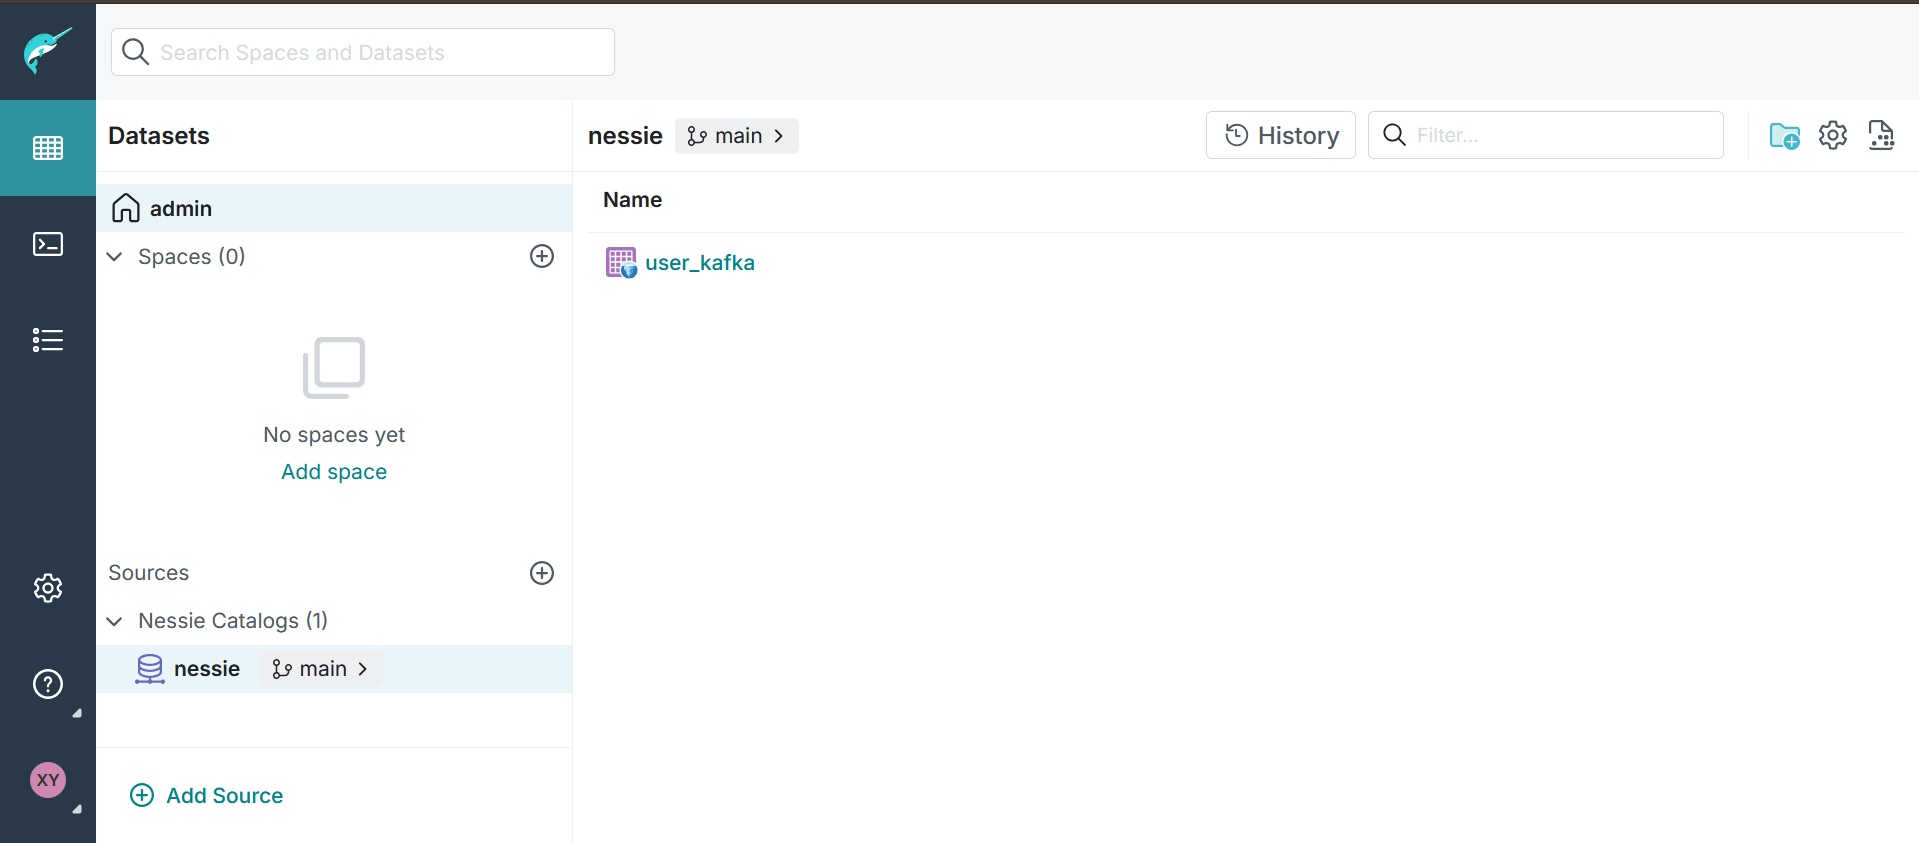 Search Spaces and Datasets
Datasets
admin
Spaces (0)
No spaces yet
Add space
Sources
Nessie Catalogs (1)
nessie main
Add Source
XY
nessie main
History
Filter...
Name
user_kafka